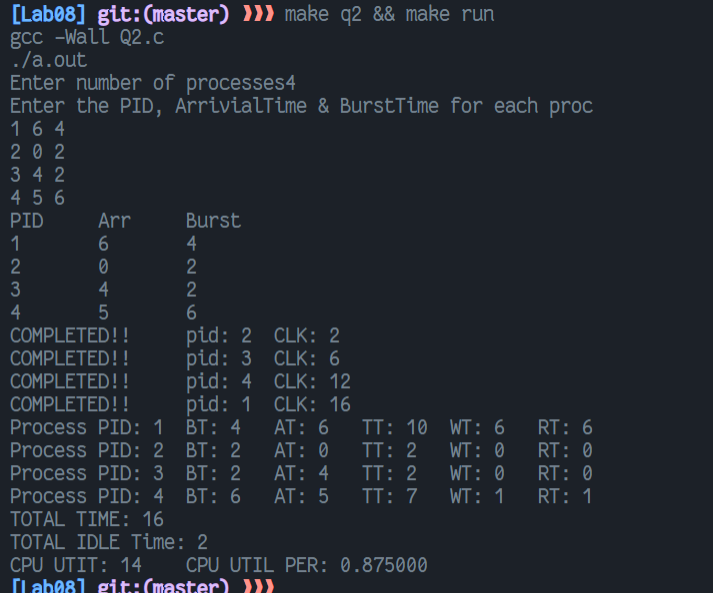 [Lab08] git:(master) ❱❱❱ make q2 && make run
gcc -Wall Q2.c
./a.out
Enter number of processes4
Enter the PID, ArrivialTime & BurstTime for each proc
1 6 4
2 0 2
3 4 2
4 5 6
PID Arr Burst
1 6 4
2 0 2
3 4 2
4 5 6
COMPLETED!! pid: 2 CLK: 2
COMPLETED!! pid: 3 CLK: 6
COMPLETED!! pid: 4 CLK: 12
COMPLETED!! pid: 1 CLK: 16
Process PID: 1 BT: 4 AT: 6 TT: 10 WT: 6 RT: 6
Process PID: 2 BT: 2 AT: 0 TT: 2 WT: 0 RT: 0
Process PID: 3 BT: 2 AT: 4 TT: 2 WT: 0 RT: 0
Process PID: 4 BT: 6 AT: 5 TT: 7 WT: 1 RT: 1
TOTAL TIME: 16
TOTAL IDLE Time: 2
CPU UTIT: 14 CPU UTIL PER: 0.875000
[Lab08] git:(master) ❱❱❱